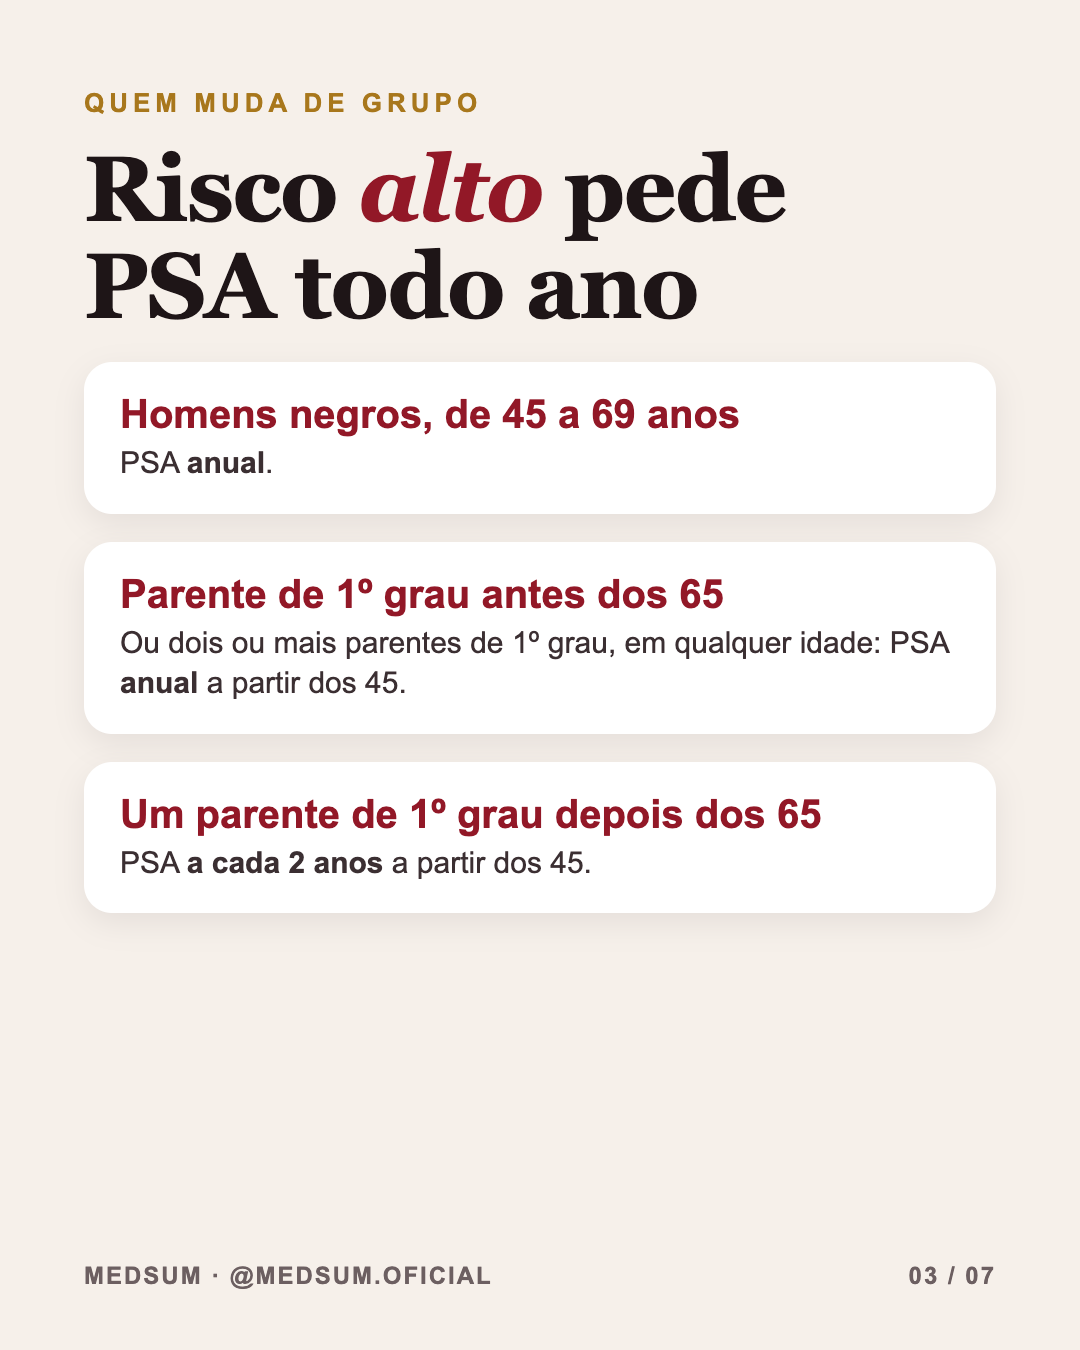 QUEM MUDA DE GRUPO
Risco alto pede
PSA todo ano
Homens negros, de 45 a 69 anos
PSA anual.
Parente de 1º grau antes dos 65
Ou dois ou mais parentes de 1º grau, em qualquer idade: PSA
anual a partir dos 45.
Um parente de 1º grau depois dos 65
PSA a cada 2 anos a partir dos 45.
MEDSUM · @MEDSUM.OFICIAL
03 / 07